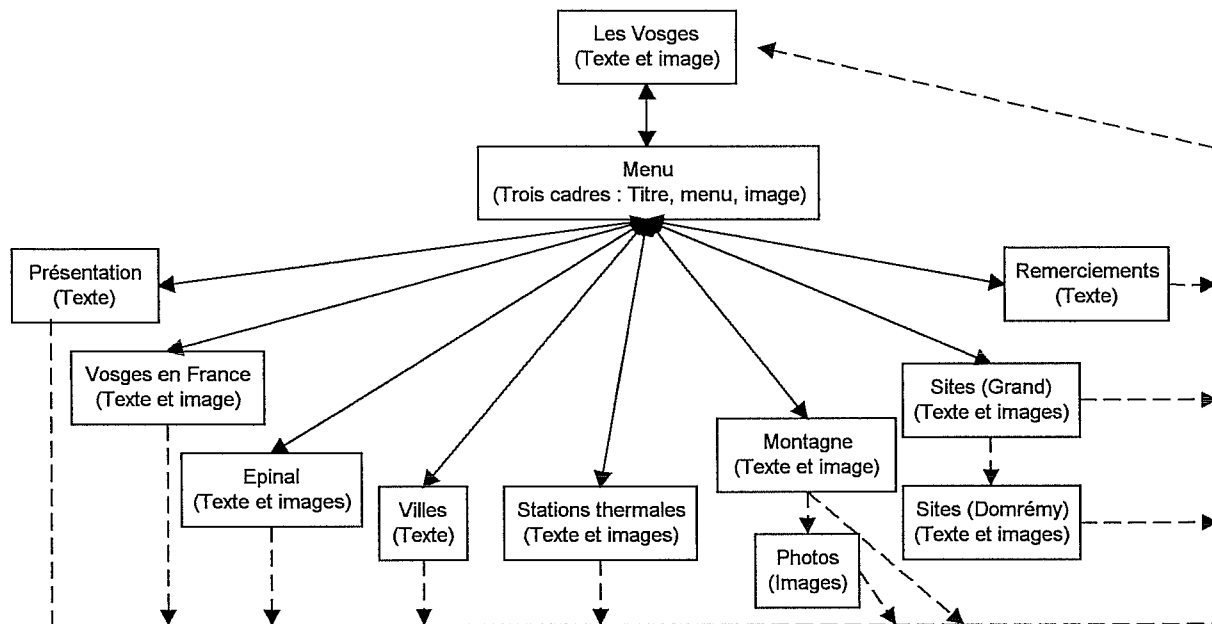 Les Vosges
(Texte et image)
Menu
(Trois cadres : Titre, menu, image)
Présentation
(Texte)
Remerciements
(Texte)
Vosges en France
(Texte et image)
Sites (Grand)
(Texte et images)
Montagne
(Texte et image)
Epinal
(Texte et images)
Villes
(Texte)
Stations thermales
(Texte et images)
Sites (Domrémy)
(Texte et images)
Photos
(Images)